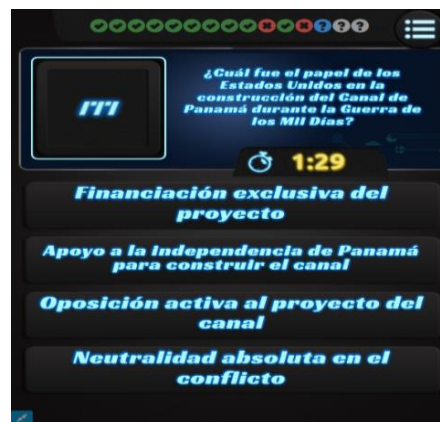 m
¿Cuál fue el papel de los
Estados Unidos en la
construcción del Canal de
Panamá durante la Guerra de
los Mil Días?
1:29
Financiación exclusiva del
proyecto
Apoyo a la independencia de Panamá
para construir el canal
Oposición activa al proyecto del
canal
Neutralidad absoluta en el
conflicto